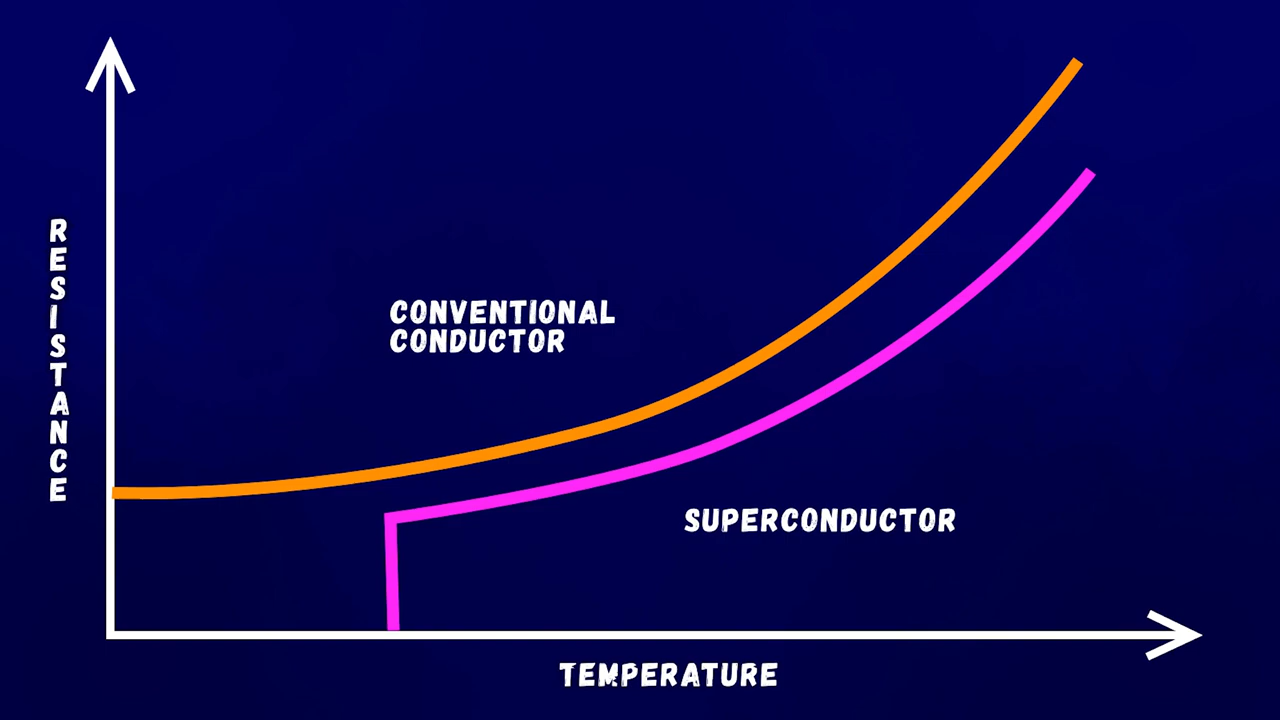 RESISTANCE
CONVENTIONAL
CONDUCTOR
SUPERCONDUCTOR
TEMPERATURE